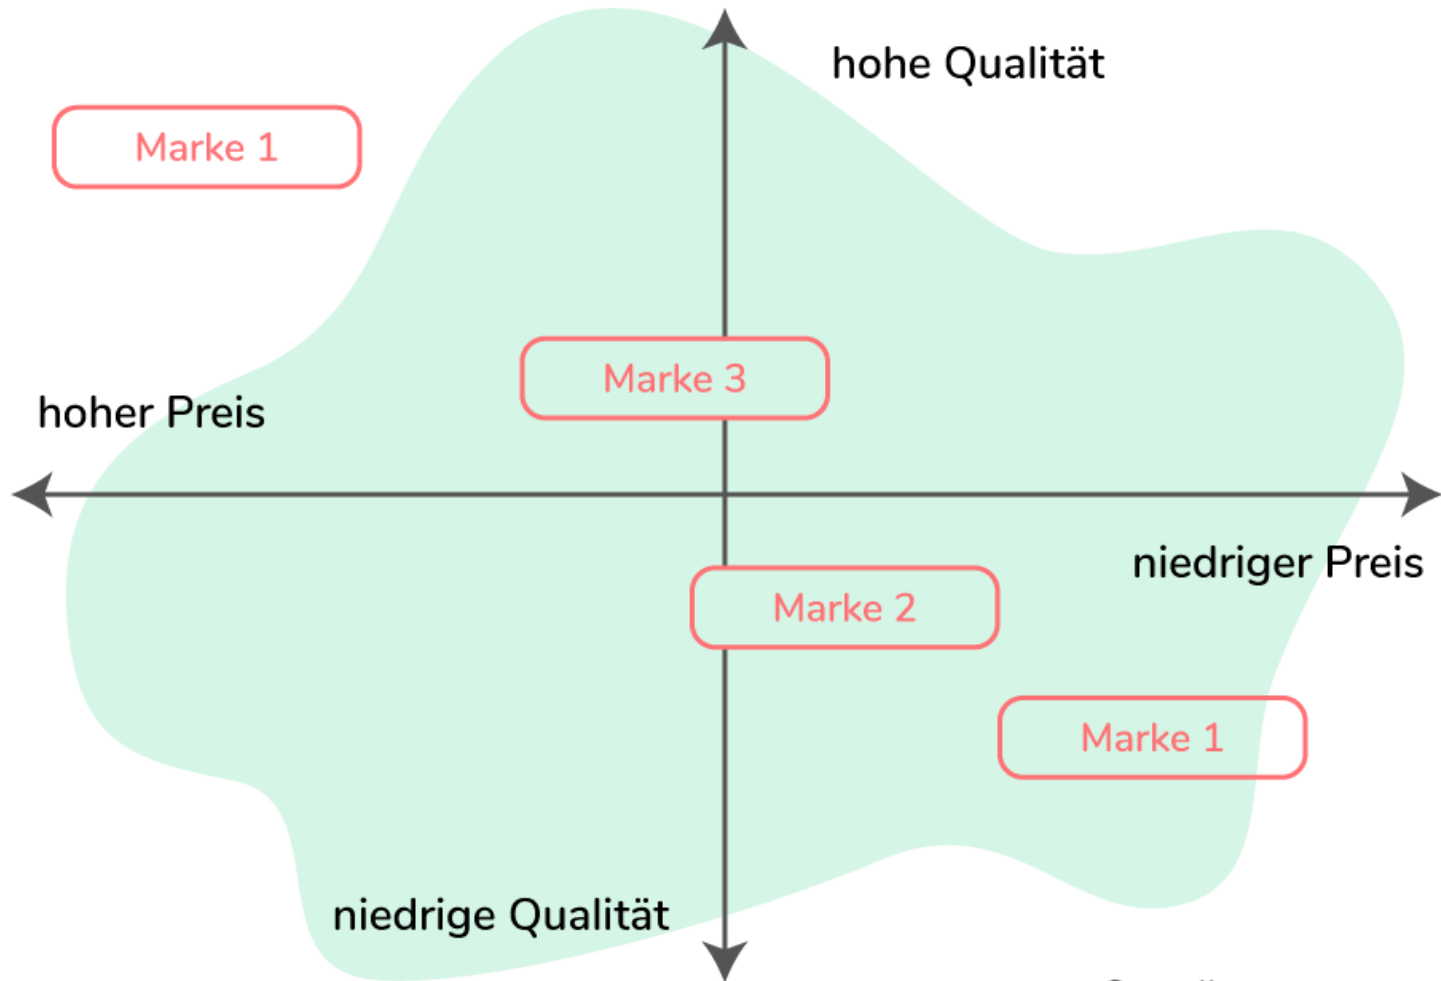 hohe Qualität
Marke 1
Marke 3
hoher Preis
niedriger Preis
Marke 2
Marke 1
niedrige Qualität